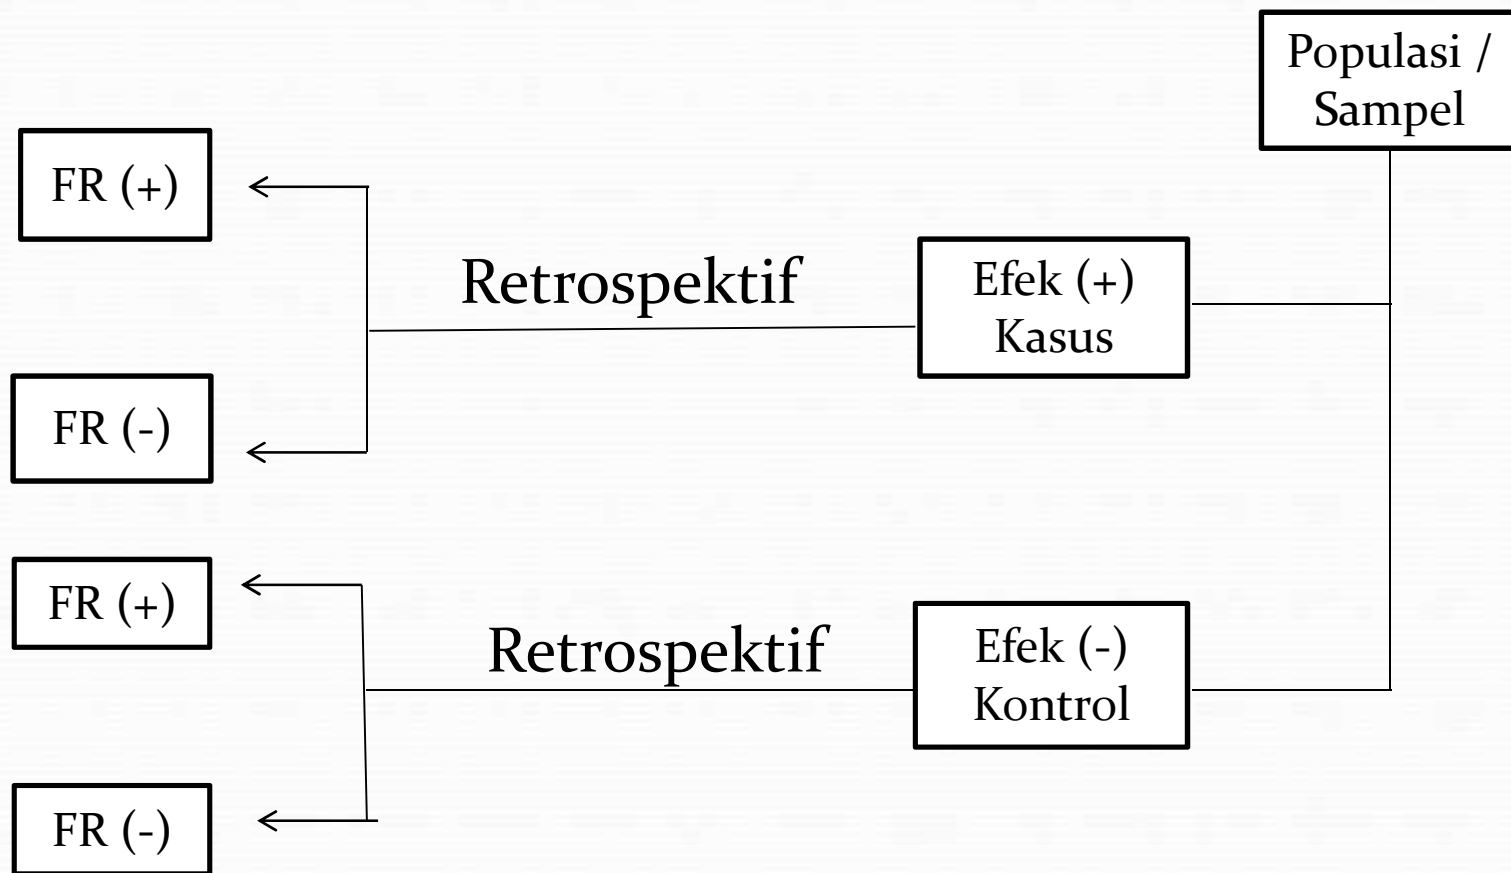 Populasi /
Sampel
FR (+)
Retrospektif
Efek (+)
Kasus
FR (-)
FR (+)
Retrospektif
Efek (-)
Kontrol
FR (-)